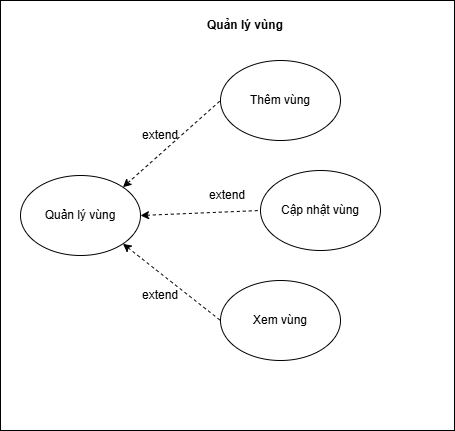 Quản lý vùng
Thêm vùng
extend
extend
Quản lý vùng
Cập nhật vùng
extend
Xem vùng